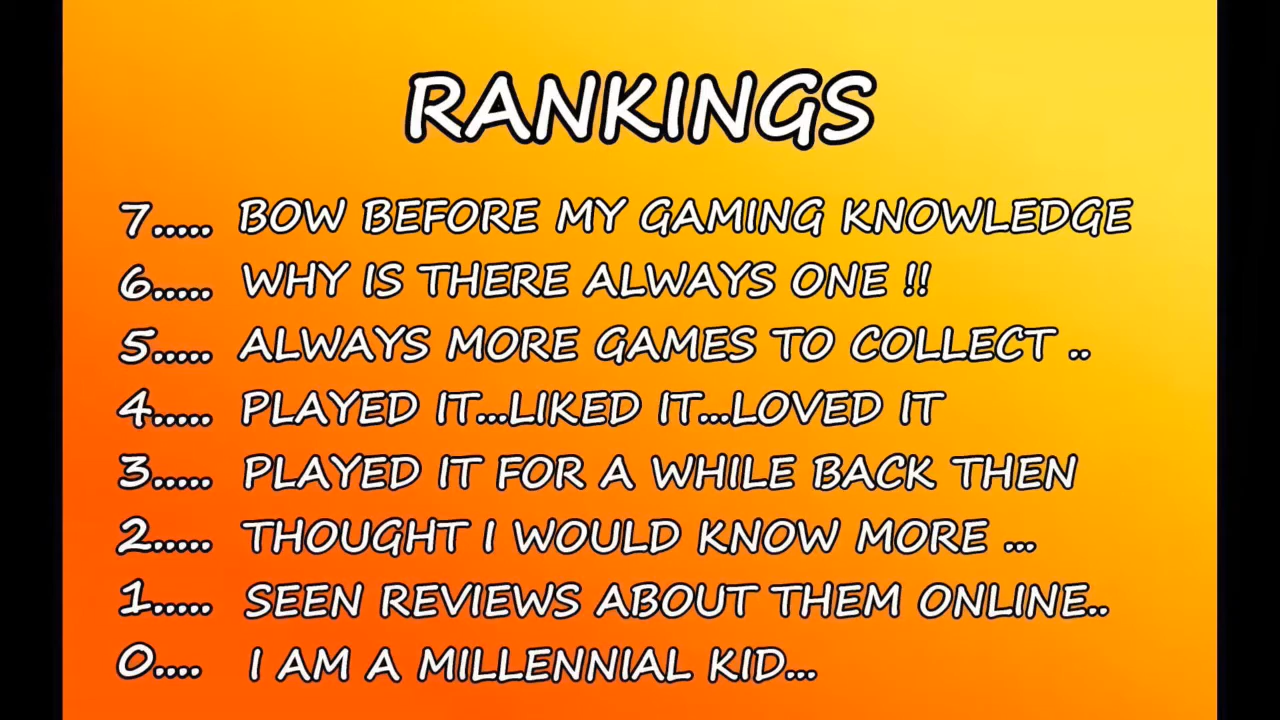 RANKINGS
7..... BOW BEFORE MY GAMING KNOWLEDGE
6..... WHY IS THERE ALWAYS ONE !!
5..... ALWAYS MORE GAMES TO COLLECT ..
4..... PLAYED IT...LIKED IT...LOVED IT
3..... PLAYED IT FOR A WHILE BACK THEN
2..... THOUGHT I WOULD KNOW MORE ...
1..... SEEN REVIEWS ABOUT THEM ONLINE..
0.... I AM A MILLENNIAL KID...